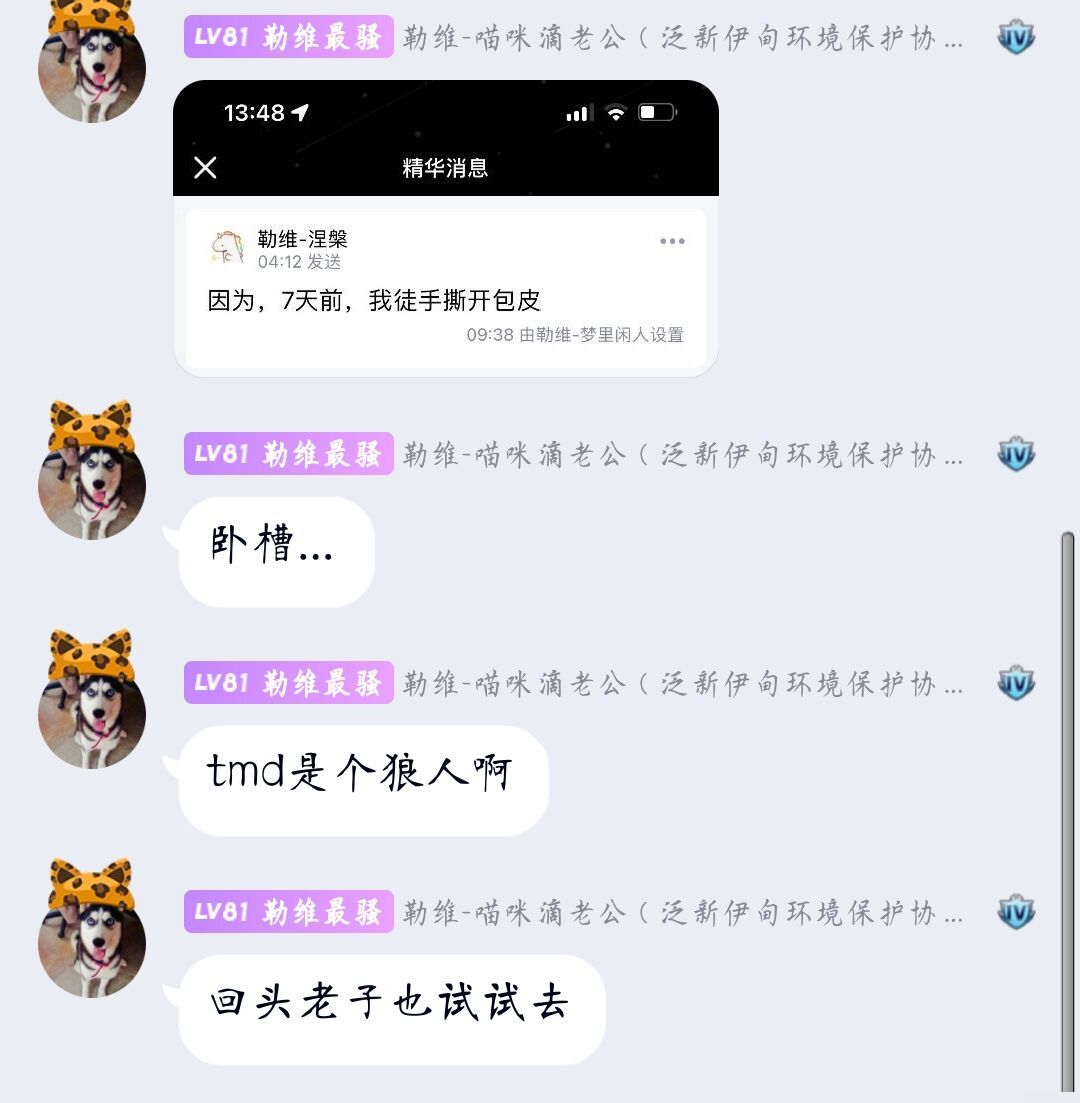 LV81 勒维最骚 勒维-喵咪滴老公（泛新伊甸环境保护协...
13:48
精华消息
勒维-涅槃
04:12 发送
因为，7天前，我徒手撕开包皮
09:38 由勒维-梦里闲人设置
LV81 勒维最骚 勒维-喵咪滴老公（泛新伊甸环境保护协...
卧槽...
LV81 勒维最骚 勒维-喵咪滴老公（泛新伊甸环境保护协...
tmd是个狼人啊
LV81 勒维最骚 勒维-喵咪滴老公（泛新伊甸环境保护协...
回头老子也试试去